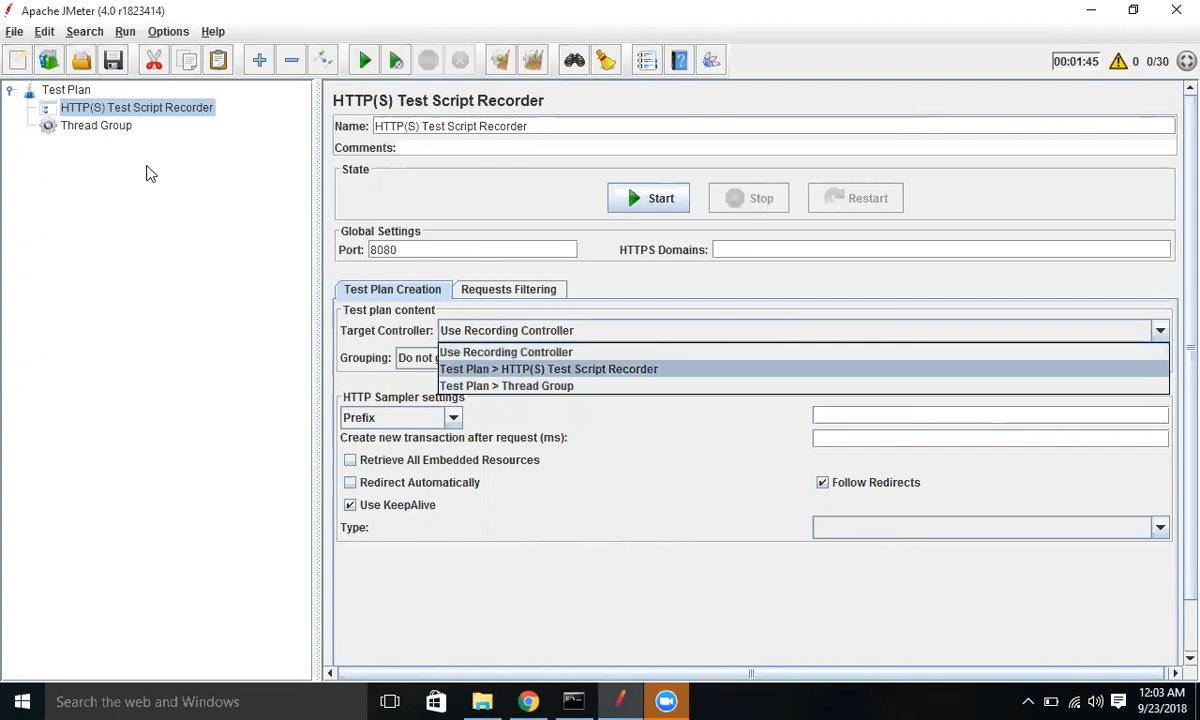 Apache JMeter (4.0 r1823414)
File Edit Search Run Options Help
00:01:45 0 0/30
Test Plan
HTTP(S) Test Script Recorder
Thread Group
HTTP(S) Test Script Recorder
Name: HTTP(S) Test Script Recorder
Comments:
State
Start Stop Restart
Global Settings
Port: 8080 HTTPS Domains:
Test Plan Creation Requests Filtering
Test plan content
Target Controller: Use Recording Controller
Use Recording Controller
Grouping: Do not g
Test Plan > HTTP(S) Test Script Recorder
Test Plan > Thread Group
HTTP Sampler settings
Prefix
Create new transaction after request (ms):
Retrieve All Embedded Resources
Redirect Automatically Follow Redirects
Use KeepAlive
Type:
Search the web and Windows
12:03 AM
9/23/2018